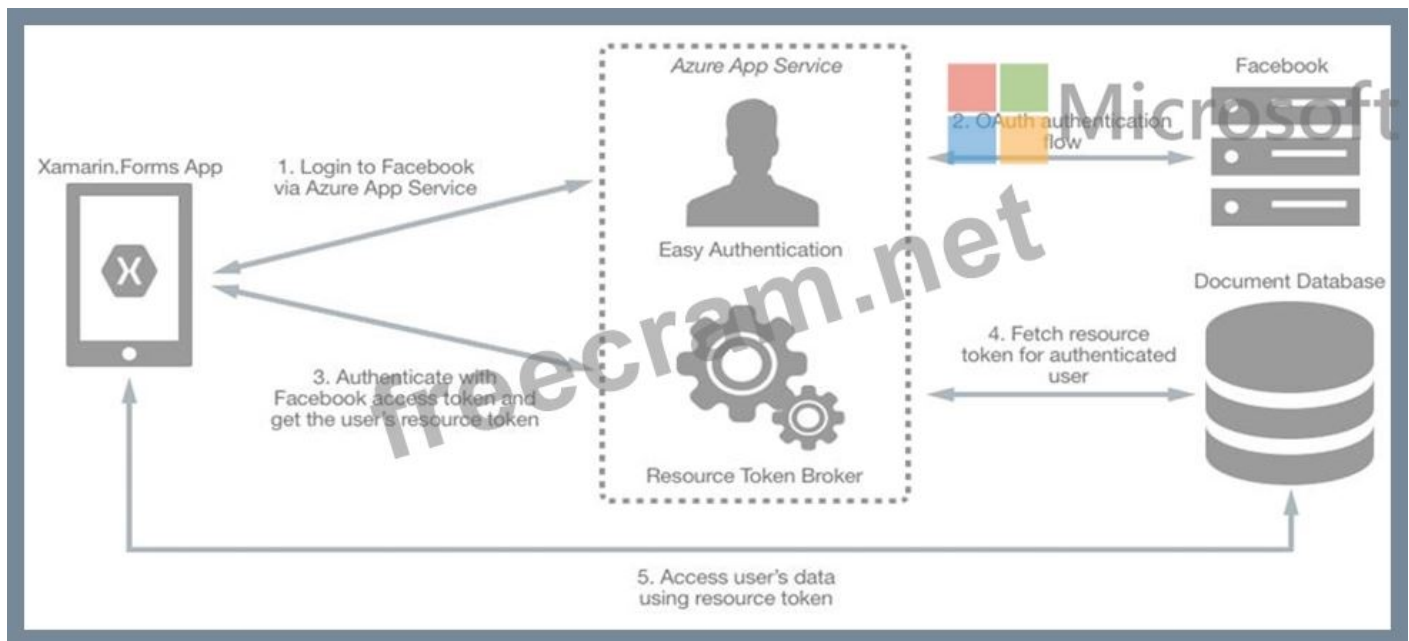 Azure App Service
Facebook
Microsoft
2. OAuth authentication
flow
Xamarin.Forms App
1. Login to Facebook
via Azure App Service
X
Easy Authentication
Document Database
freecram.net
4. Fetch resource
token for authenticated
user
3. Authenticate with
Facebook access token and
get the user's resource token
Resource Token Broker
5. Access user's data
using resource token